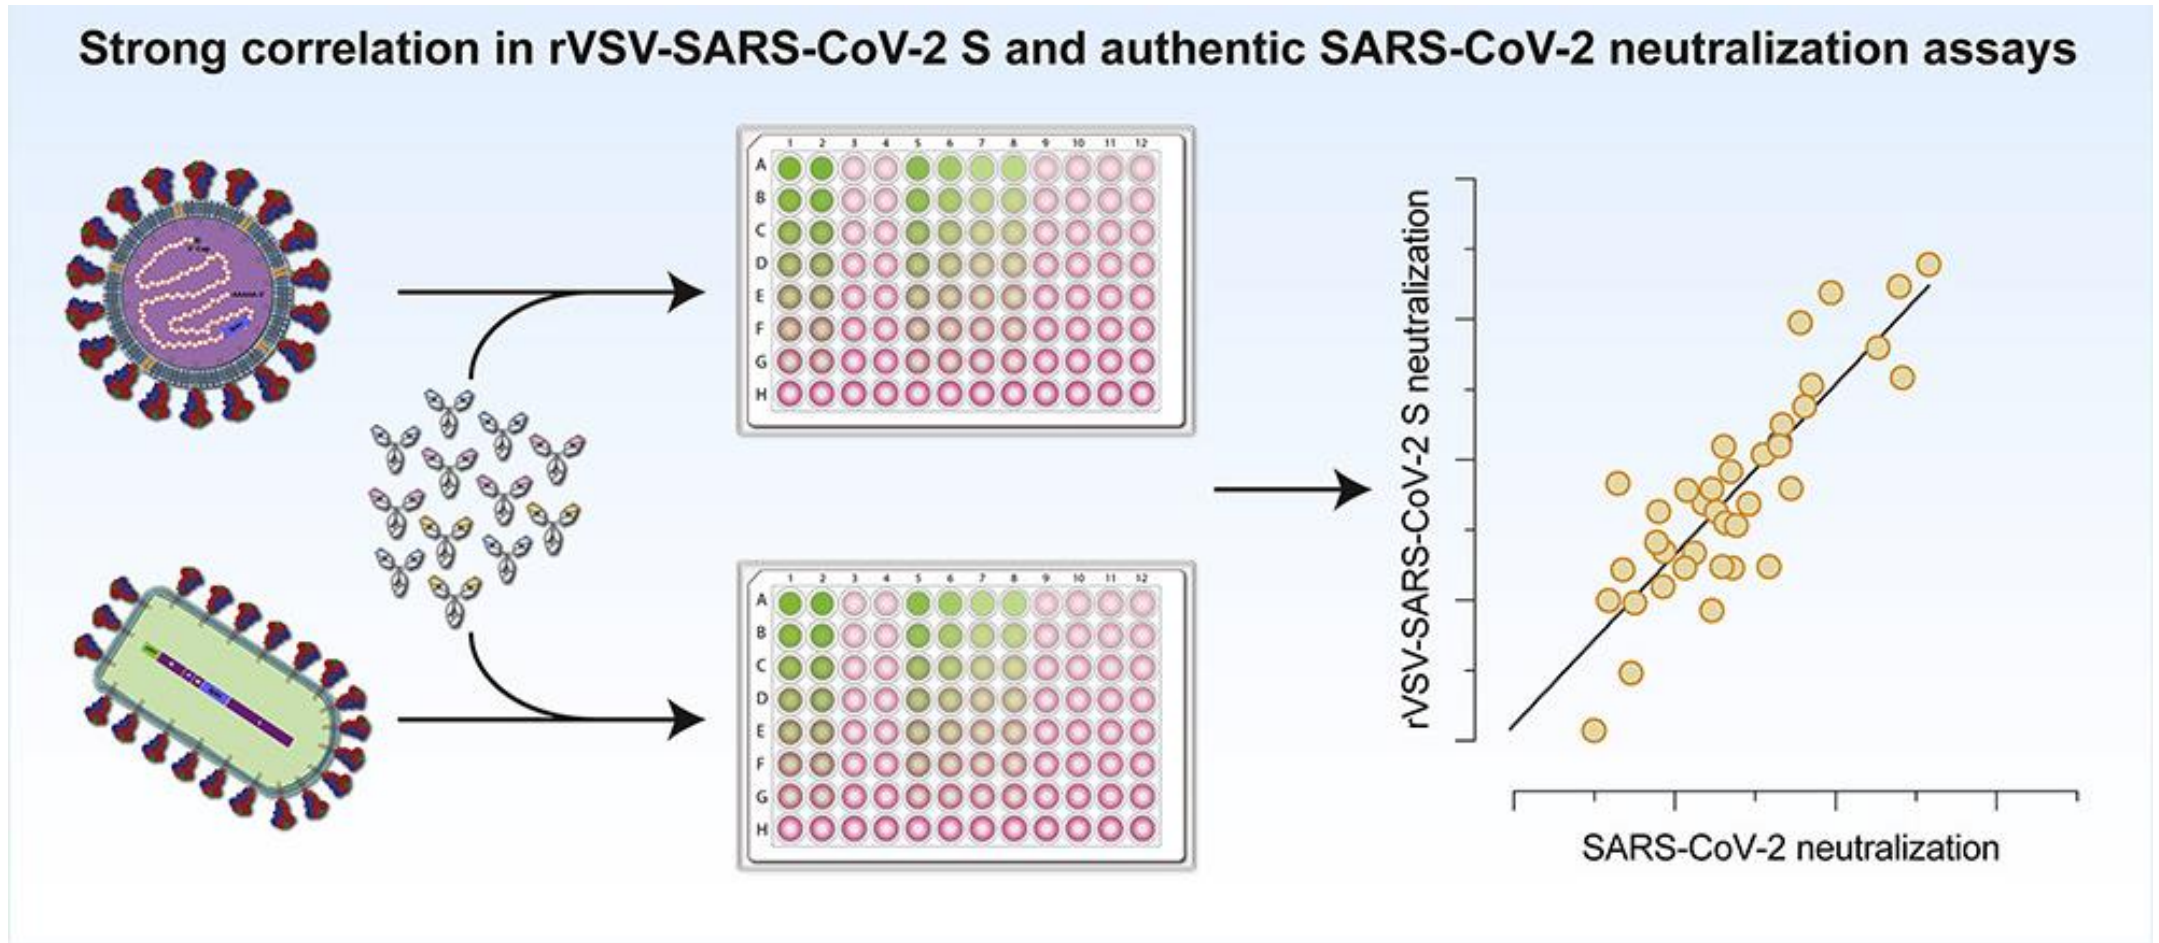 Strong correlation in rVSV-SARS-CoV-2 S and authentic SARS-CoV-2 neutralization assays
1 2 3 4 5 6 7 8 9 10 11 12
A
B
C
D
E
F
G
H
1 2 3 4 5 6 7 8 9 10 11 12
A
B
C
D
E
F
G
H
rVSV-SARS-CoV-2 S neutralization
SARS-CoV-2 neutralization